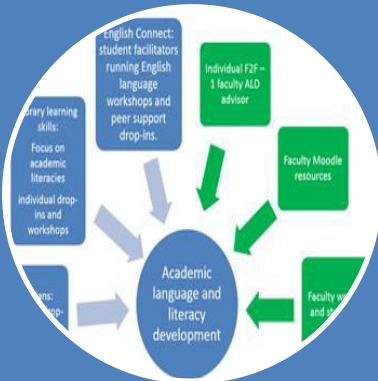 English Connect:
student facilitators
running English
language
workshops and
peer support
drop-ins.
Individual F2F –
1 faculty ALD
advisor
learning
skills:
Focus on
academic
literacies
individual drop-
ins and
workshops
Faculty Moodle
resources
Academic
language and
literacy
development
Faculty
and